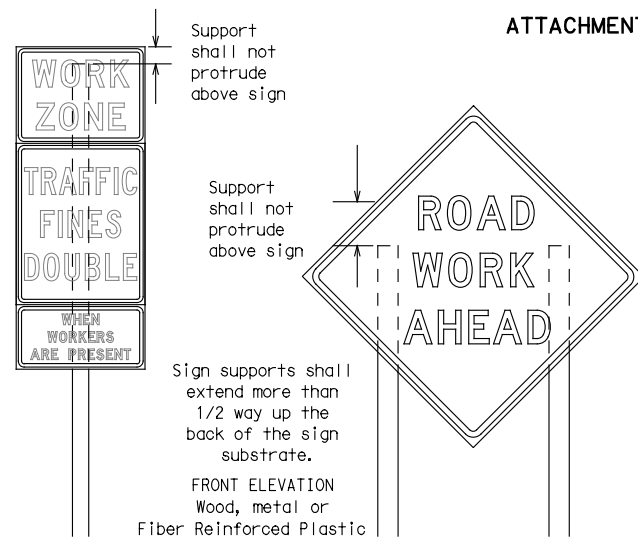 ATTACHMENT
Support
shall not
protrude
above sign
WORK
ZONE
TRAFFIC
FINES
DOUBLE
WHEN
WORKERS
ARE PRESENT
Support
shall not
protrude
above sign
ROAD
WORK
AHEAD
Sign supports shall
extend more than
1/2 way up the
back of the sign
substrate.
FRONT ELEVATION
Wood, metal or
Fiber Reinforced Plastic